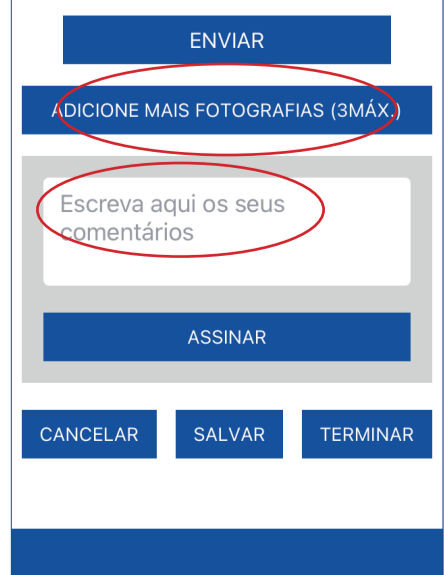 ENVIAR
ADICIONE MAIS FOTOGRAFIAS (3MÁX.)
Escreva aqui os seus
comentários
ASSINAR
CANCELAR SALVAR TERMINAR